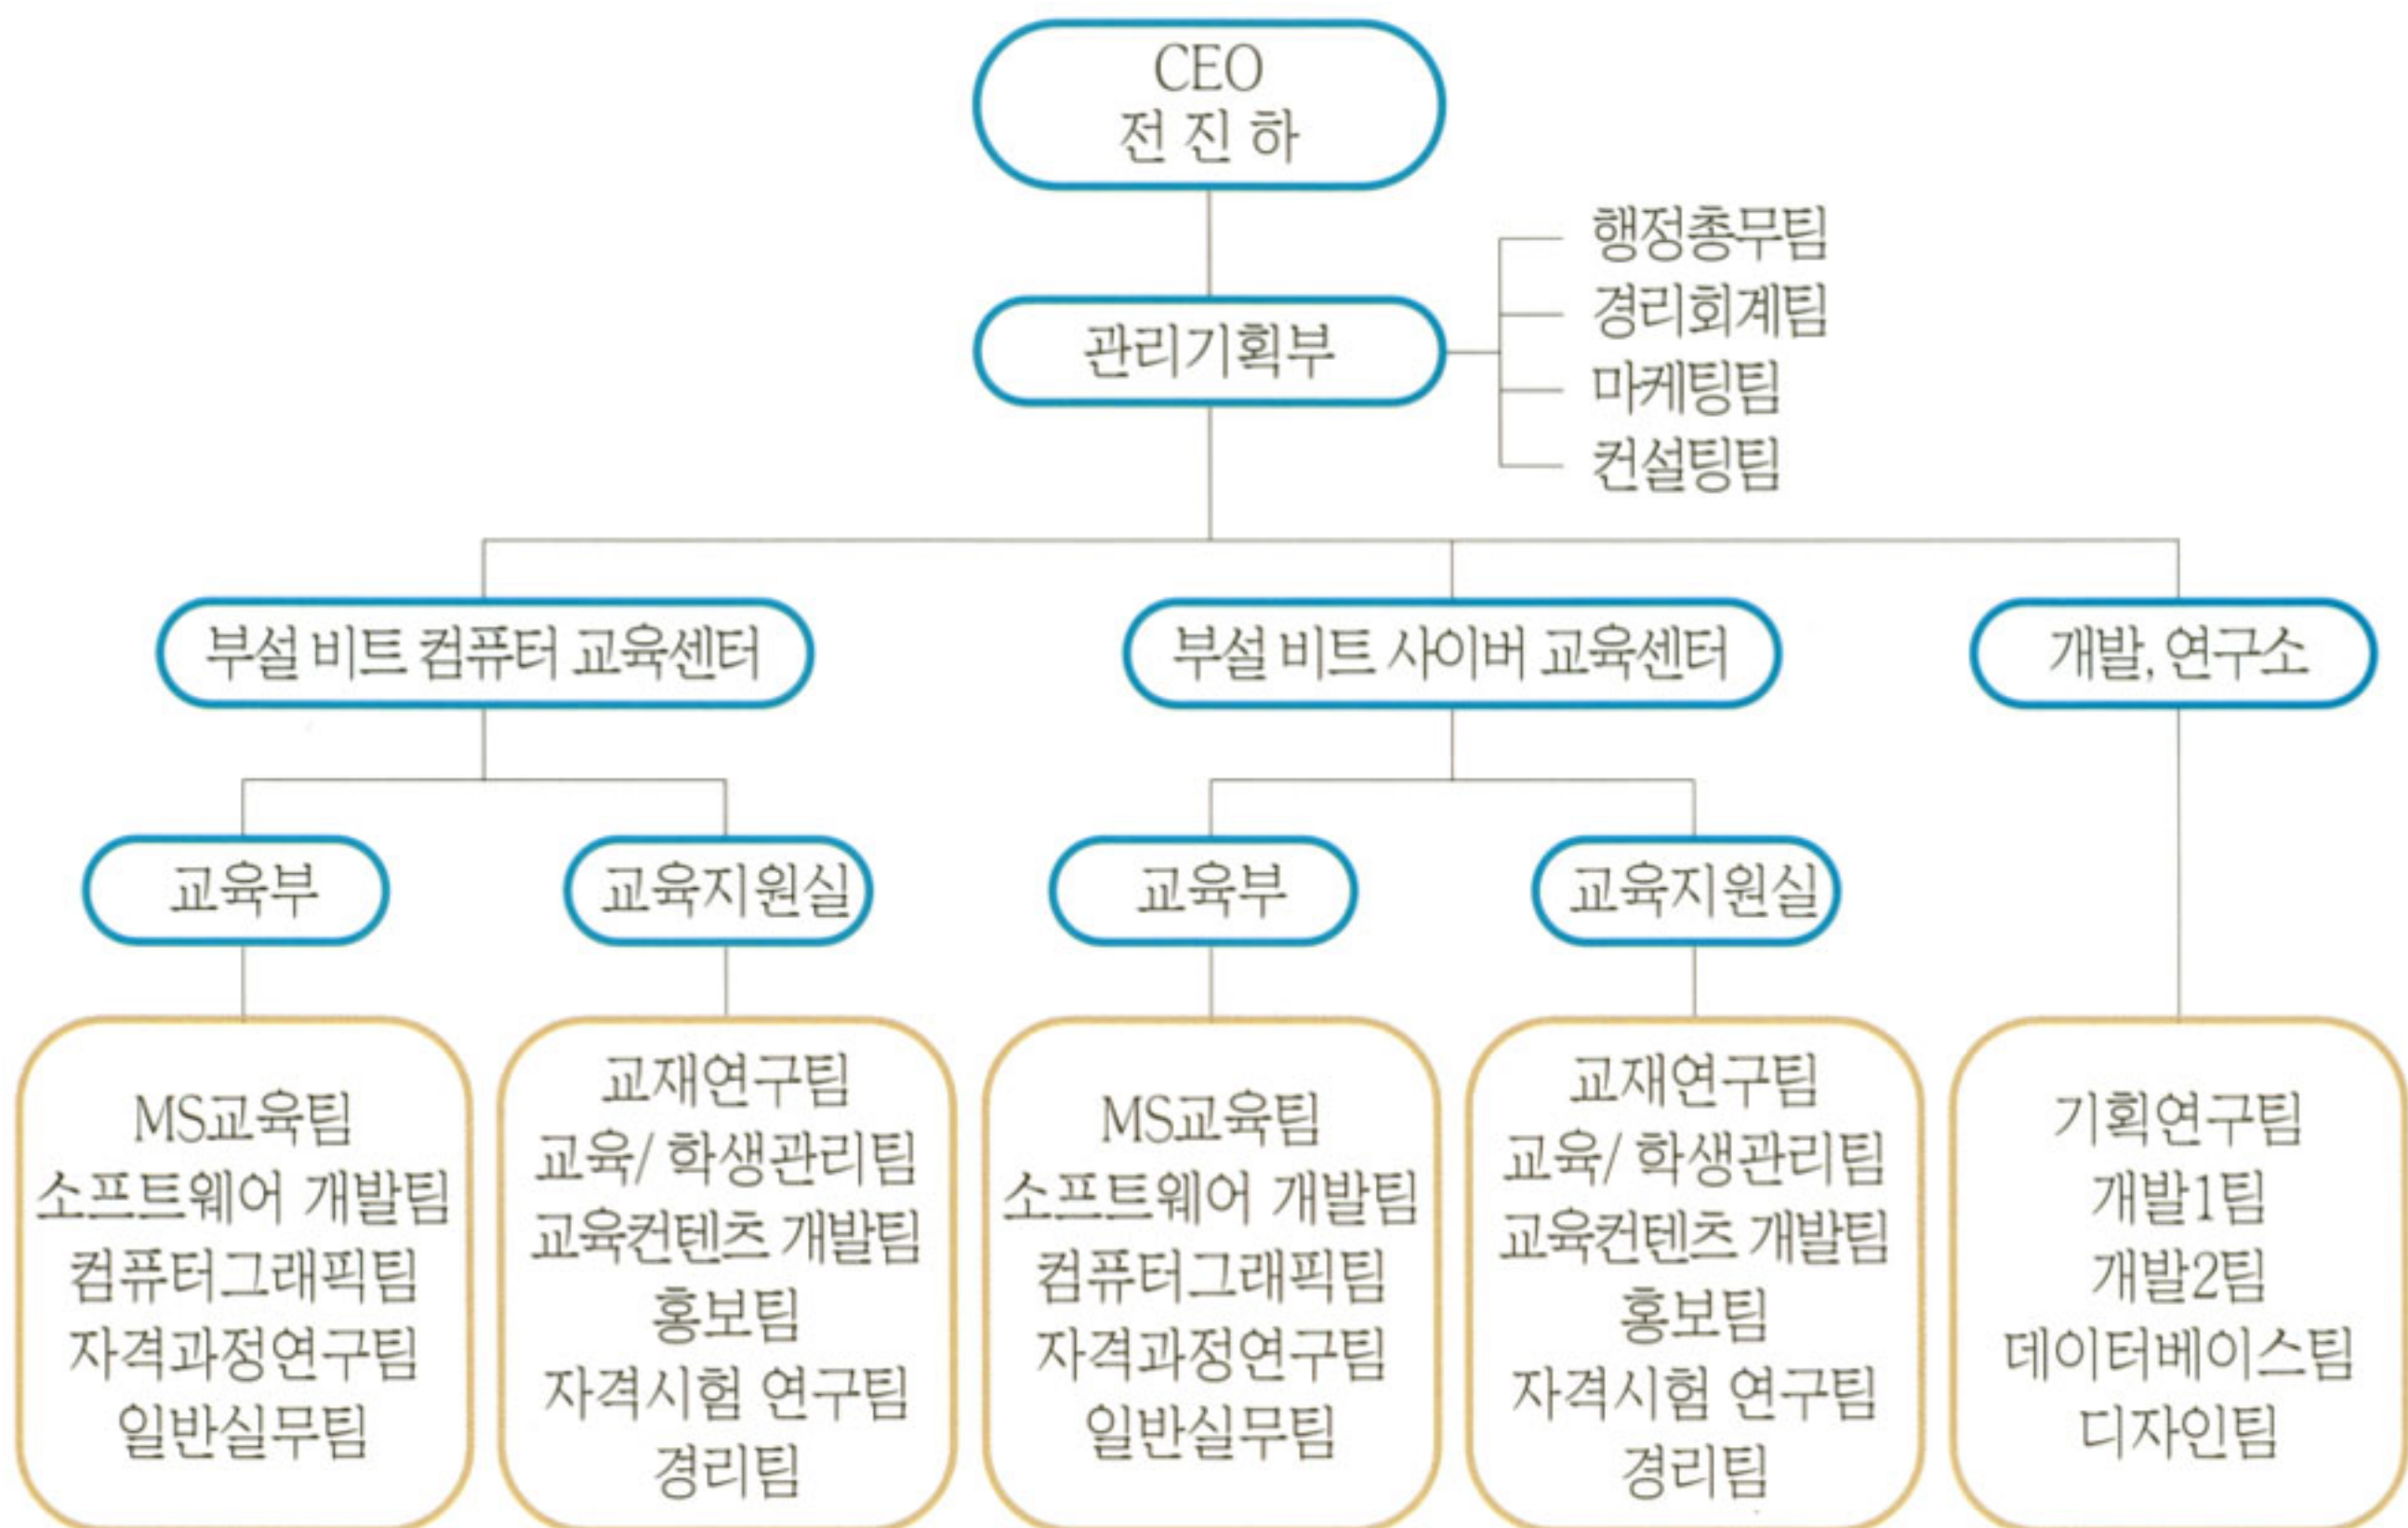 CEO
전 진 하
관리기획부
행정총무팀
경리회계팀
마케팅팀
컨설팅팀
부설 비트 컴퓨터 교육센터
부설 비트 사이버 교육센터
개발, 연구소
교육부
교육지원실
교육부
교육지원실
MS교육팀
소프트웨어 개발팀
컴퓨터그래픽팀
자격과정연구팀
일반실무팀
교재연구팀
교육/ 학생관리팀
교육컨텐츠 개발팀
홍보팀
자격시험 연구팀
경리팀
MS교육팀
소프트웨어 개발팀
컴퓨터그래픽팀
자격과정연구팀
일반실무팀
교재연구팀
교육/ 학생관리팀
교육컨텐츠 개발팀
홍보팀
자격시험 연구팀
경리팀
기획연구팀
개발1팀
개발2팀
데이터베이스팀
디자인팀